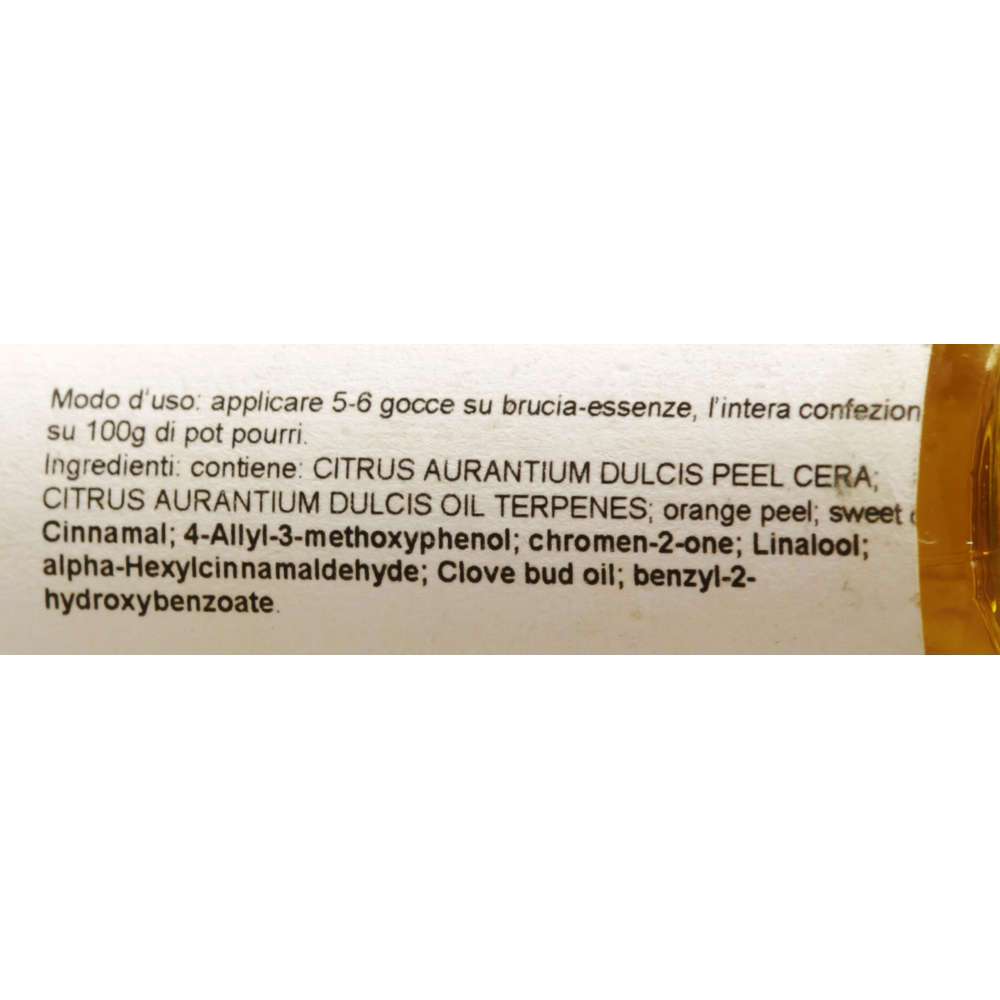 Modo d'uso: applicare 5-6 gocce su brucia-essenze, l'intera confezion
su 100g di pot pourri.
Ingredienti: contiene: CITRUS AURANTIUM DULCIS PEEL CERA;
CITRUS AURANTIUM DULCIS OIL TERPENES; orange peel; sweet
Cinnamal; 4-Allyl-3-methoxyphenol; chromen-2-one; Linalool;
alpha-Hexylcinnamaldehyde; Clove bud oil; benzyl-2-
hydroxybenzoate.